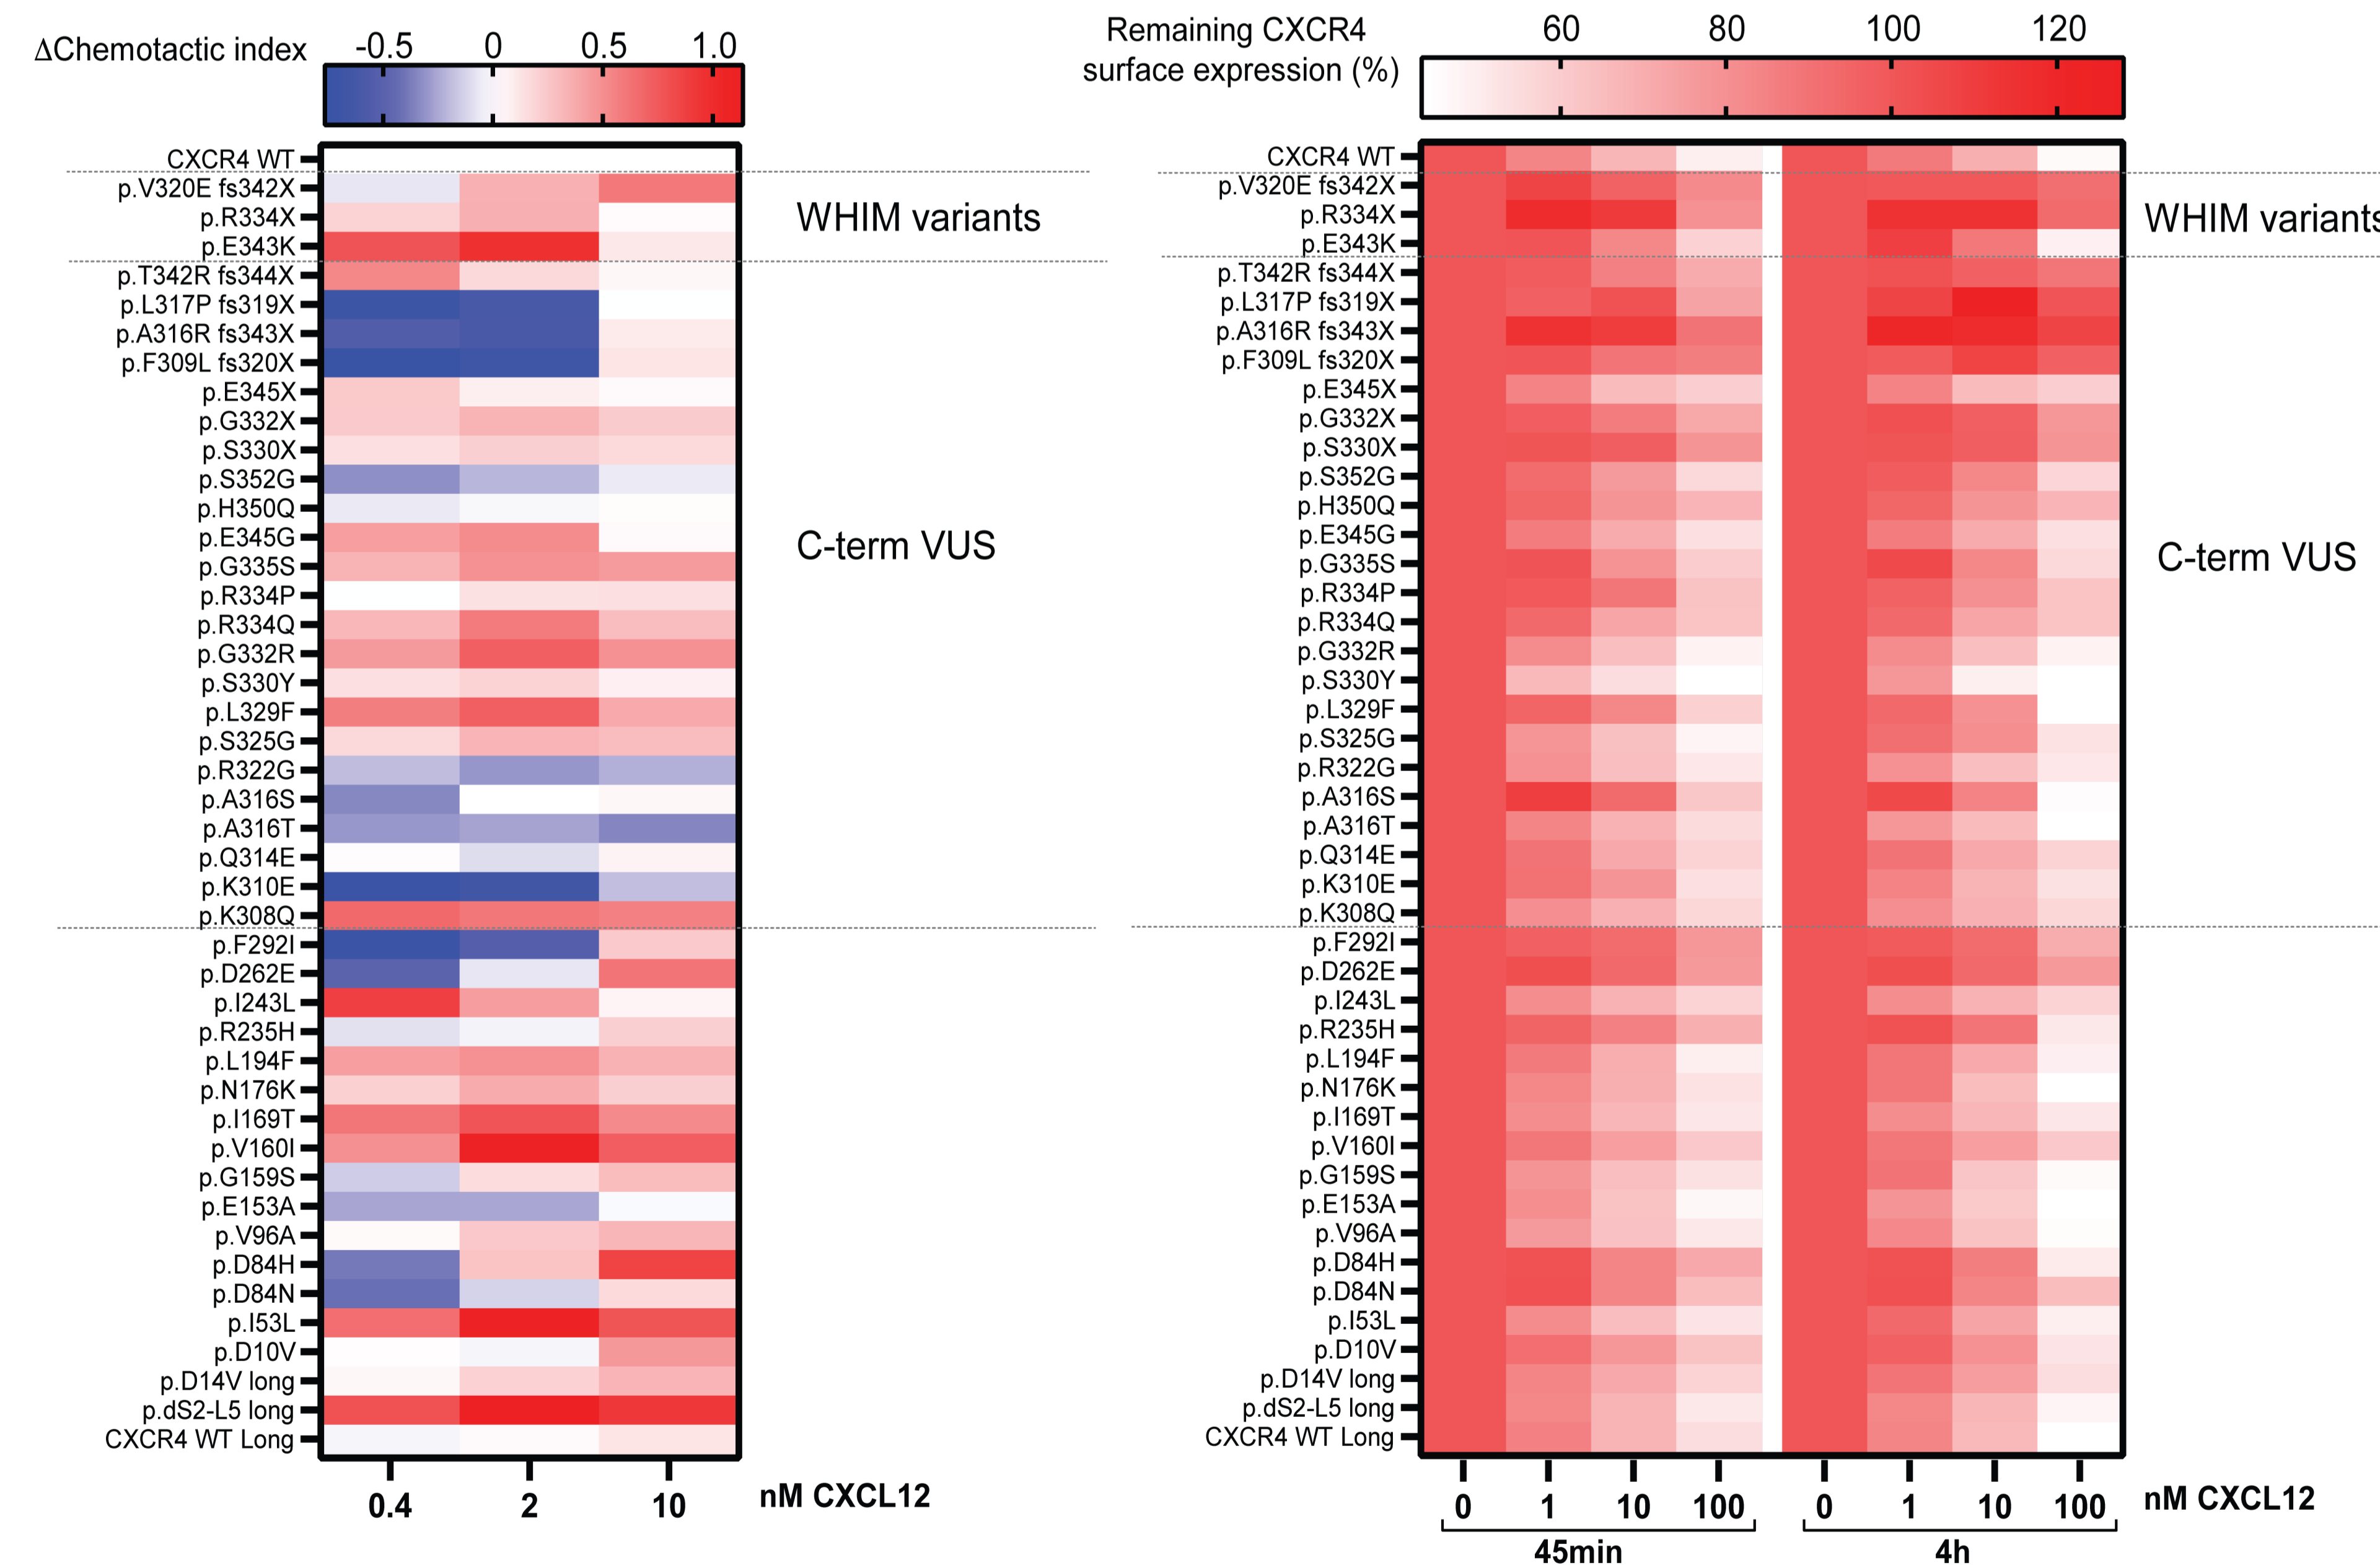 ΔChemotactic index
-0.5 0 0.5 1.0
CXCR4 WT
p.V320E fs342X
p.R334X
p.E343K
p.T342R fs344X
p.L317P fs319X
p.A316R fs343X
p.F309L fs320X
p.E345X
p.G332X
p.S330X
p.S352G
p.H350Q
p.E345G
p.G335S
p.R334P
p.R334Q
p.G332R
p.S330Y
p.L329F
p.S325G
p.R322G
p.A316S
p.A316T
p.Q314E
p.K310E
p.K308Q
p.F292I
p.D262E
p.I243L
p.R235H
p.L194F
p.N176K
p.I169T
p.V160I
p.G159S
p.E153A
p.V96A
p.D84H
p.D84N
p.I53L
p.D10V
p.D14V long
p.dS2-L5 long
CXCR4 WT Long
WHIM variants
C-term VUS
0.4 2 10
nM CXCL12
Remaining CXCR4
surface expression (%)
60 80 100 120
CXCR4 WT
p.V320E fs342X
p.R334X
p.E343K
p.T342R fs344X
p.L317P fs319X
p.A316R fs343X
p.F309L fs320X
p.E345X
p.G332X
p.S330X
p.S352G
p.H350Q
p.E345G
p.G335S
p.R334P
p.R334Q
p.G332R
p.S330Y
p.L329F
p.S325G
p.R322G
p.A316S
p.A316T
p.Q314E
p.K310E
p.K308Q
p.F292I
p.D262E
p.I243L
p.R235H
p.L194F
p.N176K
p.I169T
p.V160I
p.G159S
p.E153A
p.V96A
p.D84H
p.D84N
p.I53L
p.D10V
p.D14V long
p.dS2-L5 long
CXCR4 WT Long
WHIM variants
C-term VUS
0 1 10 100 0 1 10 100
nM CXCL12
45min 4h